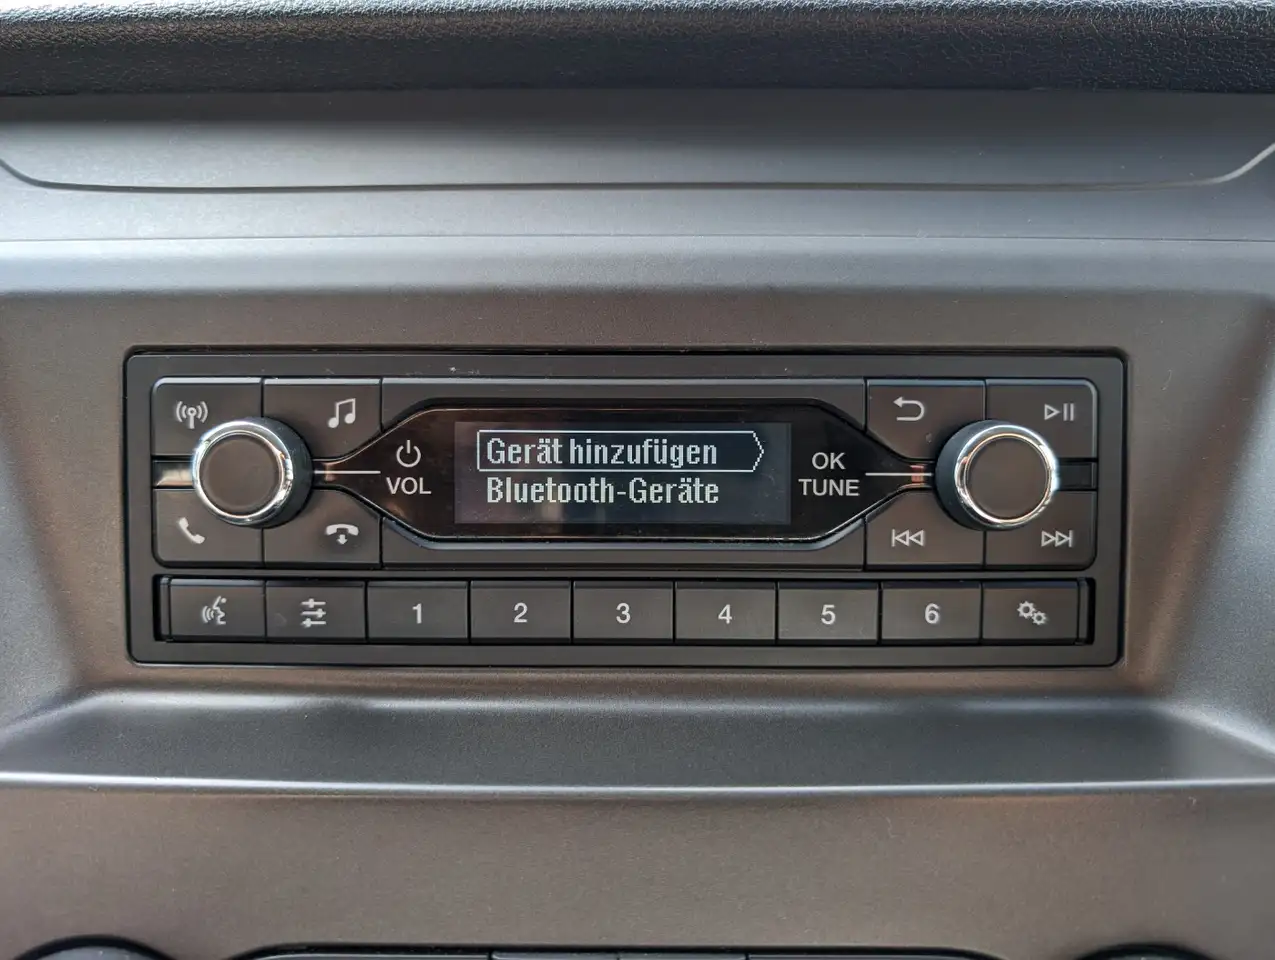 VOL
Gerät hinzufügen
Bluetooth-Geräte
OK
TUNE
1 2 3 4 5 6